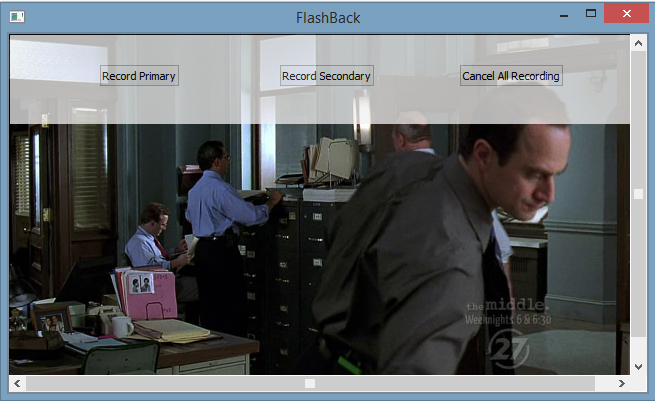 FlashBack
Record Primary
Record Secondary
Cancel All Recording
the middle.
Weeknights 6 & 6:30
27